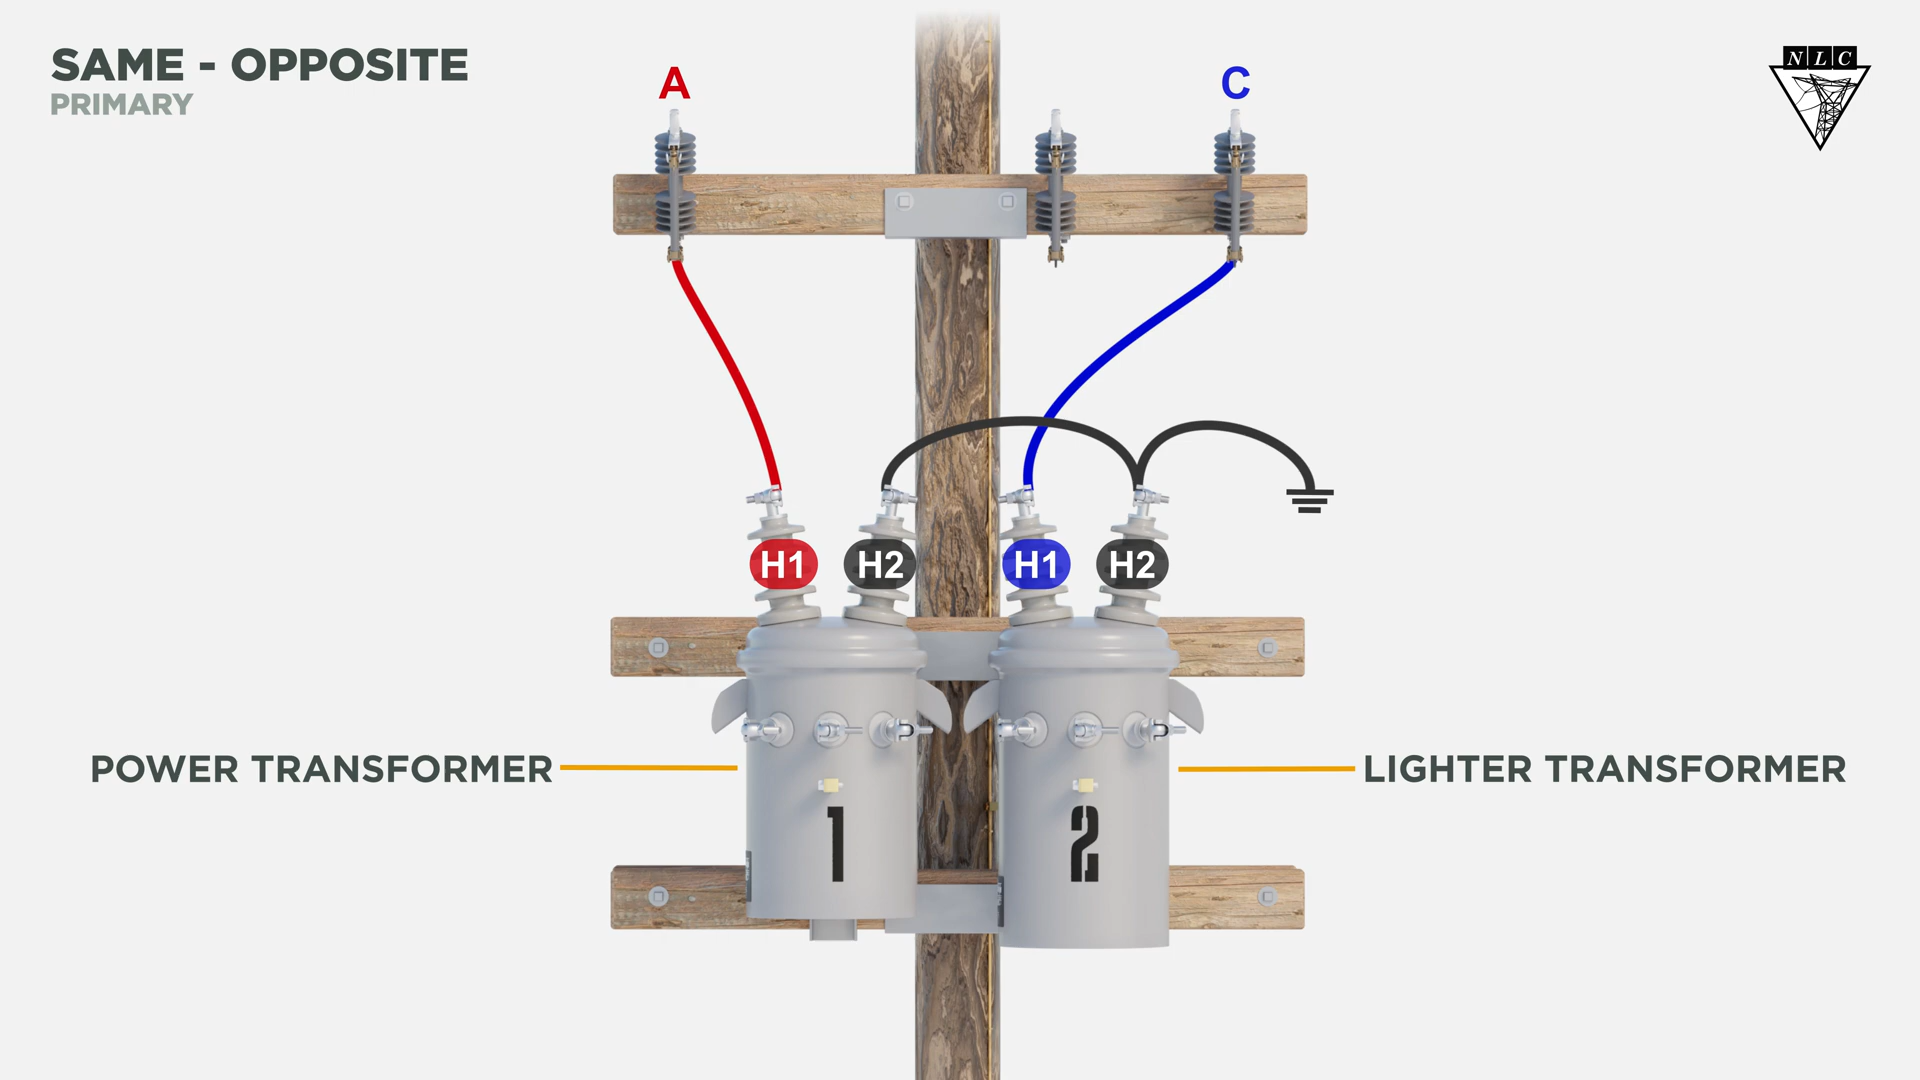 SAME - OPPOSITE
PRIMARY
A
C
NLC
H1
H2
H1
H2
POWER TRANSFORMER
LIGHTER TRANSFORMER
1
2